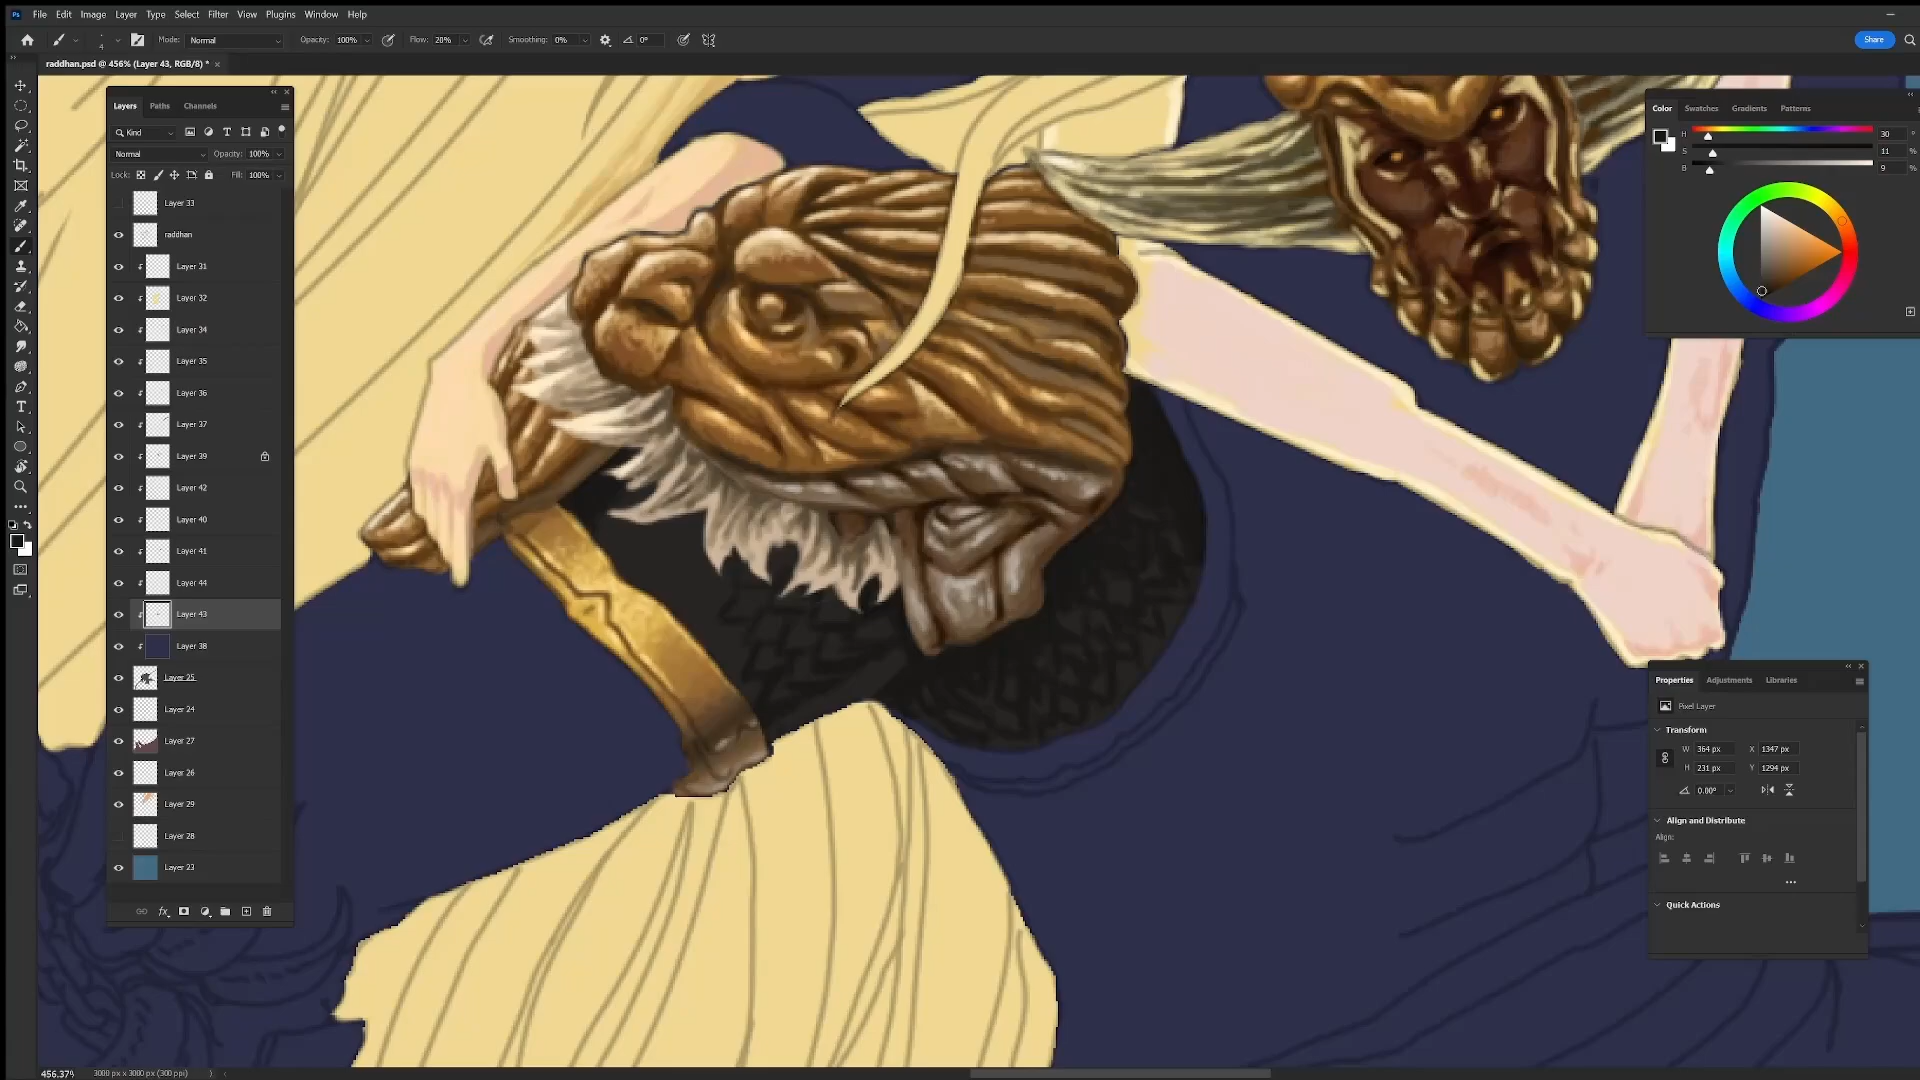 Ps File Edit Image Layer Type Select Filter View Plugins Window Help
4 Mode: Normal Opacity: 100% Flow: 20% Smoothing: 0% 0° Share
raddhan.psd @ 456% (Layer 43, RGB/8) * ×
Layers Paths Channels
Kind
Normal Opacity: 100%
Lock: Fill: 100%
Layer 33
raddhan
Layer 31
Layer 32
Layer 34
Layer 35
Layer 36
Layer 37
Layer 39
Layer 42
Layer 40
Layer 41
Layer 44
Layer 43
Layer 38
Layer 25
Layer 24
Layer 27
Layer 26
Layer 29
Layer 28
Layer 23
fx
Color Swatches Gradients Patterns
H 30 °
S 11 %
B 9 %
Properties Adjustments Libraries
Pixel Layer
Transform
W 364 px X 1347 px
H 231 px Y 1294 px
0.00°
Align and Distribute
Align:
Quick Actions
456.37% 3000 px x 3000 px (300 ppi)